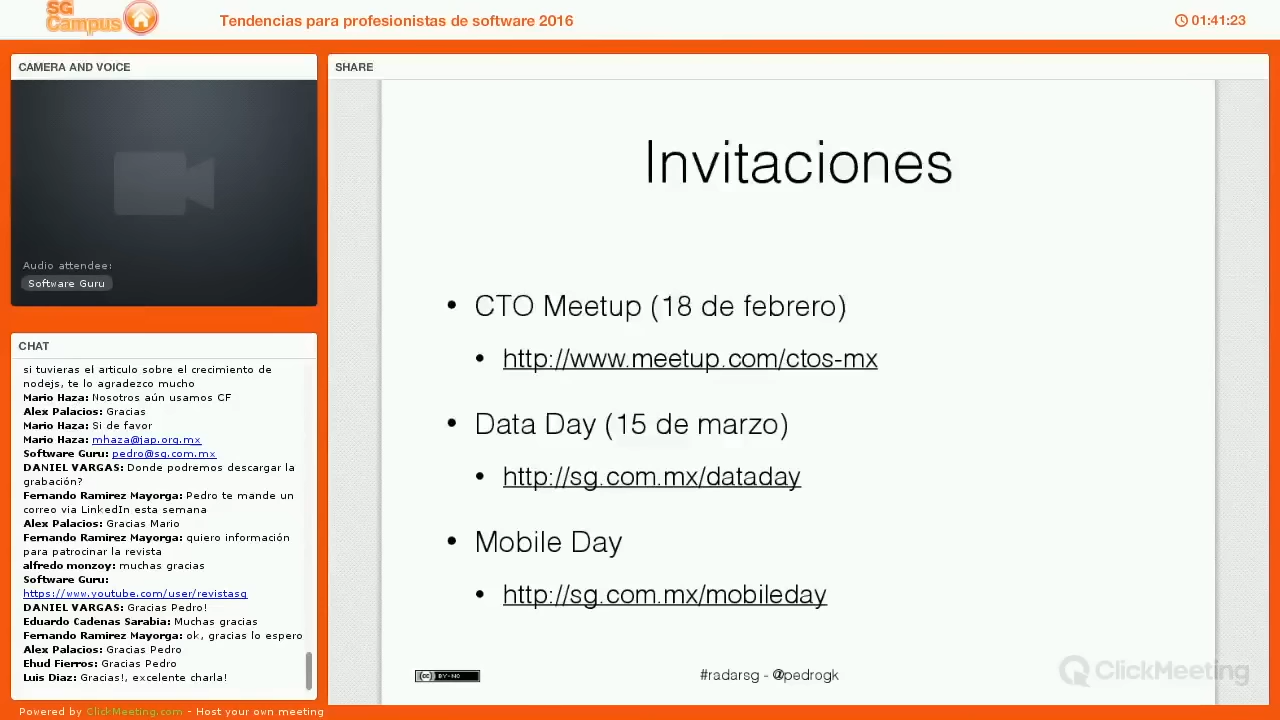 SG
Campus
Tendencias para profesionistas de software 2016
01:41:23
CAMERA AND VOICE
Audio attendee:
Software Guru
CHAT
si tuvieras el articulo sobre el crecimiento de
nodejs, te lo agradezco mucho
Mario Haza: Nosotros aún usamos CF
Alex Palacios: Gracias
Mario Haza: Si de favor
Mario Haza: mhaza@jap.org.mx
Software Guru: pedro@sg.com.mx
DANIEL VARGAS: Donde podremos descargar la
grabación?
Fernando Ramirez Mayorga: Pedro te mande un
correo via LinkedIn esta semana
Alex Palacios: Gracias Mario
Fernando Ramirez Mayorga: quiero información
para patrocinar la revista
alfredo monzoy: muchas gracias
Software Guru:
https://www.youtube.com/user/revistasg
DANIEL VARGAS: Gracias Pedro!
Eduardo Cadenas Sarabia: Muchas gracias
Fernando Ramirez Mayorga: ok, gracias lo espero
Alex Palacios: Gracias Pedro
Ehud Fierros: Gracias Pedro
Luis Diaz: Gracias!, excelente charla!
SHARE
Invitaciones
• CTO Meetup (18 de febrero)
• http://www.meetup.com/ctos-mx
• Data Day (15 de marzo)
• http://sg.com.mx/dataday
• Mobile Day
• http://sg.com.mx/mobileday
(cc) BY-ND
#radarsg - @pedrogk
ClickMeeting
Powered by ClickMeeting.com - Host your own meeting